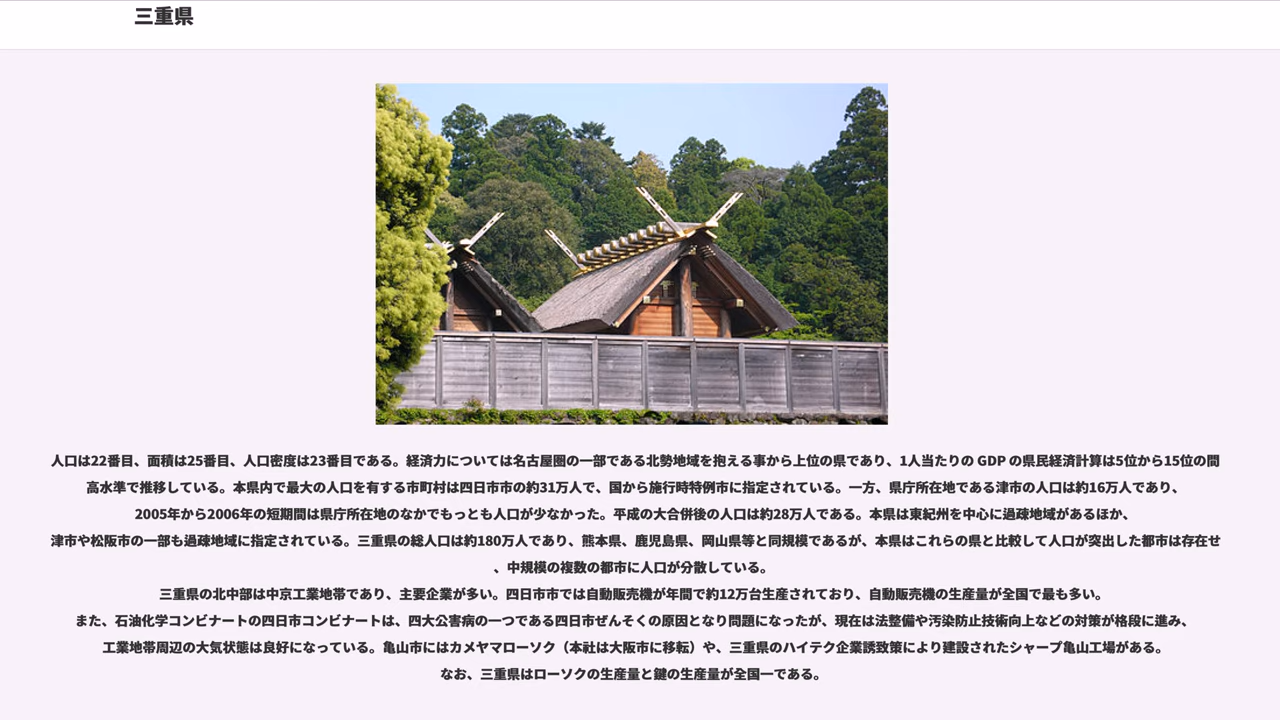 三重県
人口は22番目、面積は25番目、人口密度は23番目である。経済力については名古屋圏の一部である北勢地域を抱える事から上位の県であり、1人当たりの GDP の県民経済計算は5位から15位の間
高水準で推移している。本県内で最大の人口を有する市町村は四日市市の約31万人で、国から施行時特例市に指定されている。一方、県庁所在地である津市の人口は約16万人であり、
2005年から2006年の短期間は県庁所在地のなかでもっとも人口が少なかった。平成の大合併後の人口は約28万人である。本県は東紀州を中心に過疎地域があるほか、
津市や松阪市の一部も過疎地域に指定されている。三重県の総人口は約180万人であり、熊本県、鹿児島県、岡山県等と同規模であるが、本県はこれらの県と比較して人口が突出した都市は存在せ
、中規模の複数の都市に人口が分散している。
三重県の北中部は中京工業地帯であり、主要企業が多い。四日市市では自動販売機が年間で約12万台生産されており、自動販売機の生産量が全国で最も多い。
また、石油化学コンビナートの四日市コンビナートは、四大公害病の一つである四日市ぜんそくの原因となり問題になったが、現在は法整備や汚染防止技術向上などの対策が格段に進み、
工業地帯周辺の大気状態は良好になっている。亀山市にはカメヤマローソク（本社は大阪市に移転）や、三重県のハイテク企業誘致策により建設されたシャープ亀山工場がある。
なお、三重県はローソクの生産量と鍵の生産量が全国一である。